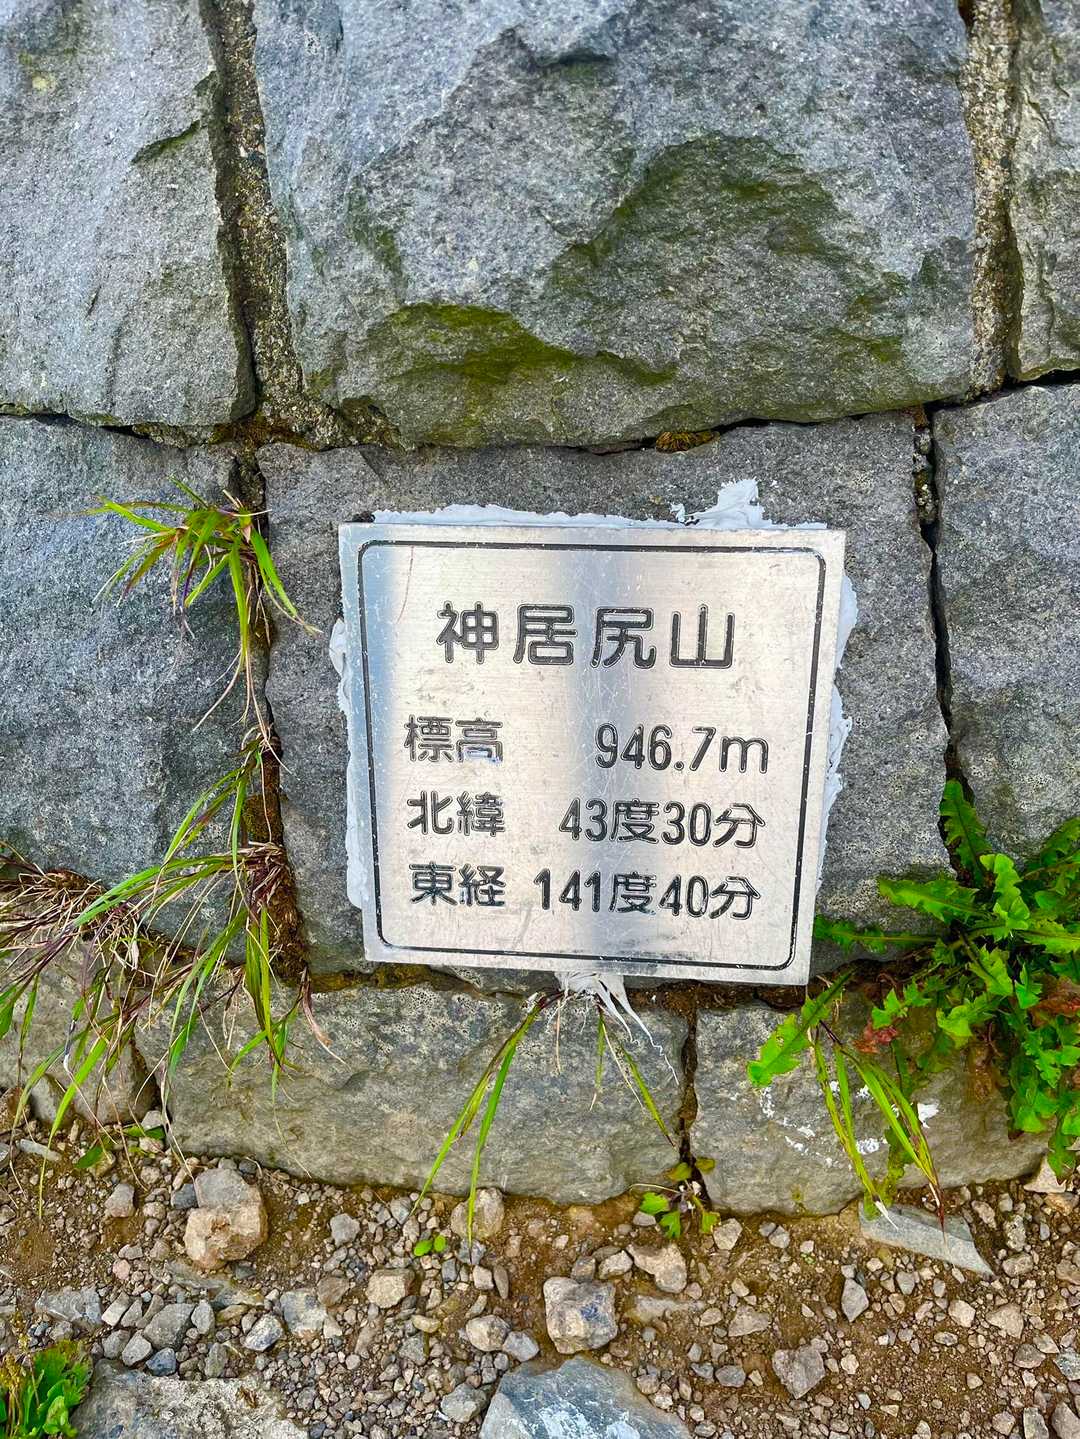 神居尻山
標高 946.7m
北緯 43度30分
東経 141度40分